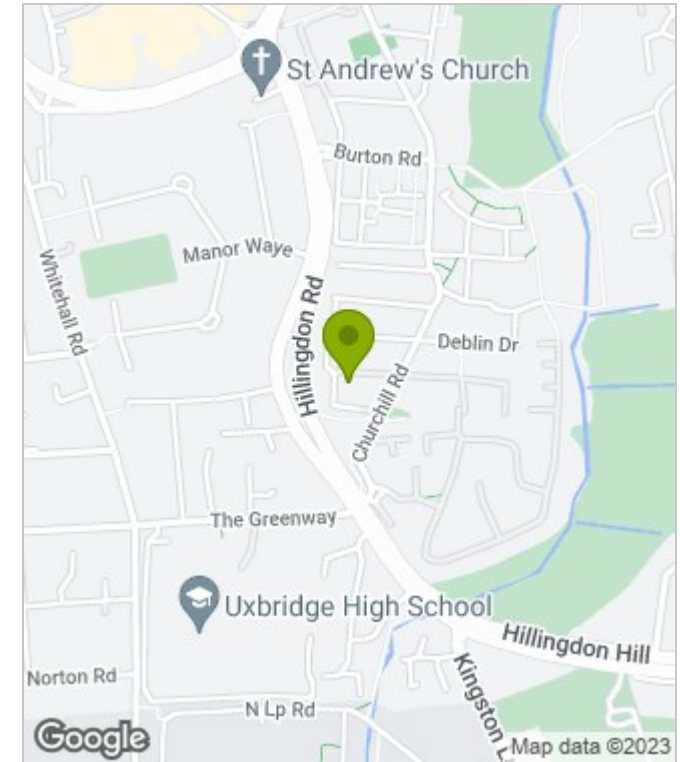 St Andrew's Church
Burton Rd
Manor Waye
Whitehall Rd
Hillingdon Rd
Deblin Dr
Churchill Rd
The Greenway
Uxbridge High School
Hillingdon Hill
Norton Rd
Kingston L
N Lp Rd
Google
Map data ©2023